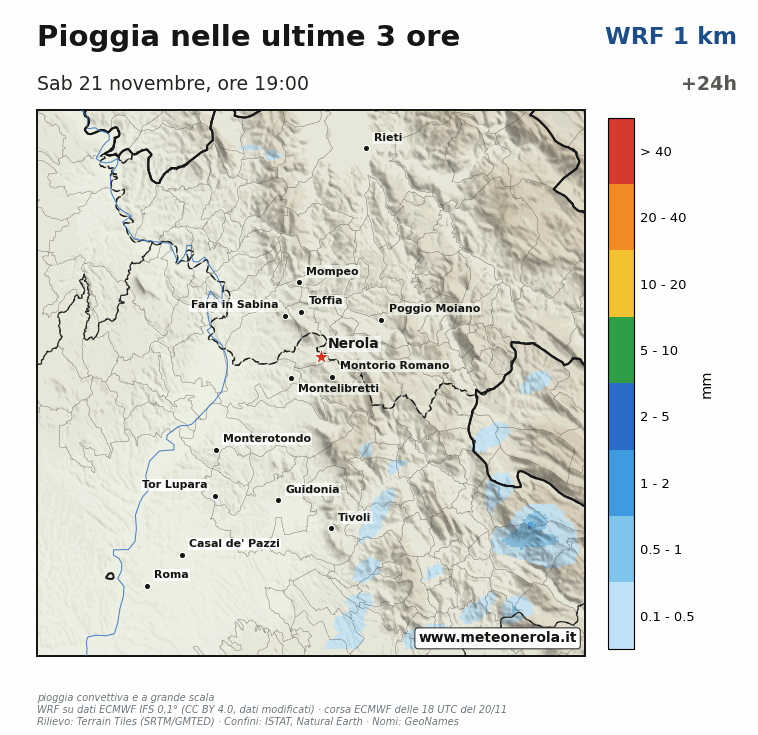 Pioggia nelle ultime 3 ore
WRF 1 km
Sab 21 novembre, ore 19:00
+24h
Rieti
Mompeo
Toffia
Fara in Sabina
Poggio Moiano
Nerola
Montorio Romano
Montelibretti
Monterotondo
Tor Lupara
Guidonia
Tivoli
Casal de' Pazzi
Roma
www.meteonerola.it
> 40
20 - 40
10 - 20
5 - 10
2 - 5
1 - 2
0.5 - 1
0.1 - 0.5
mm
pioggia convettiva e a grande scala
WRF su dati ECMWF IFS 0,1° (CC BY 4.0, dati modificati) · corsa ECMWF delle 18 UTC del 20/11
Rilievo: Terrain Tiles (SRTM/GMTED) · Confini: ISTAT, Natural Earth · Nomi: GeoNames